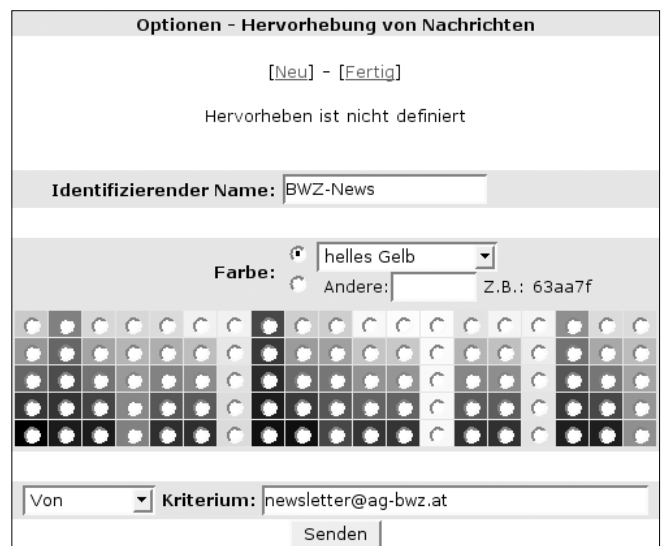 Optionen - Hervorhebung von Nachrichten
[Neu] - [Fertig]
Hervorheben ist nicht definiert
Identifizierender Name: BWZ-News
Farbe: helles Gelb
Andere: Z.B.: 63aa7f
Von Kriterium: newsletter@ag-bwz.at
Senden